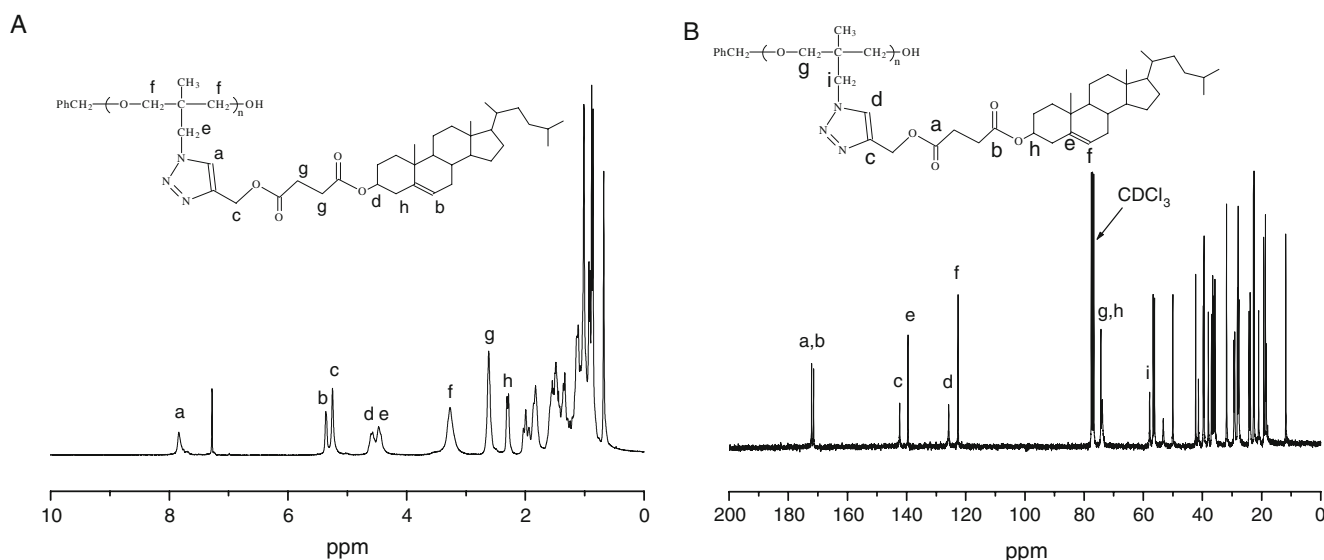 A
f CH₃ f
PhCH₂ O CH₂ CH₂ OH
n
CH₂ e
N a
N
N
c
O
O
g
g
O
O
d h b
a
b
c
d e
f
g
h
10 8 6 4 2 0
ppm
B
CH₃
PhCH₂ O CH₂ CH₂ OH
g n
i CH₂
N d
N
N
c
O
a
O
b
O
O
h e f
CDCl₃
a,b
c
e
d
f
g,h
i
200 180 160 140 120 100 80 60 40 20 0
ppm